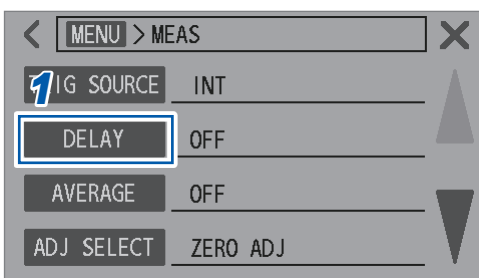 MENU > MEAS
1
IG SOURCE INT
DELAY OFF
AVERAGE OFF
ADJ SELECT ZERO ADJ